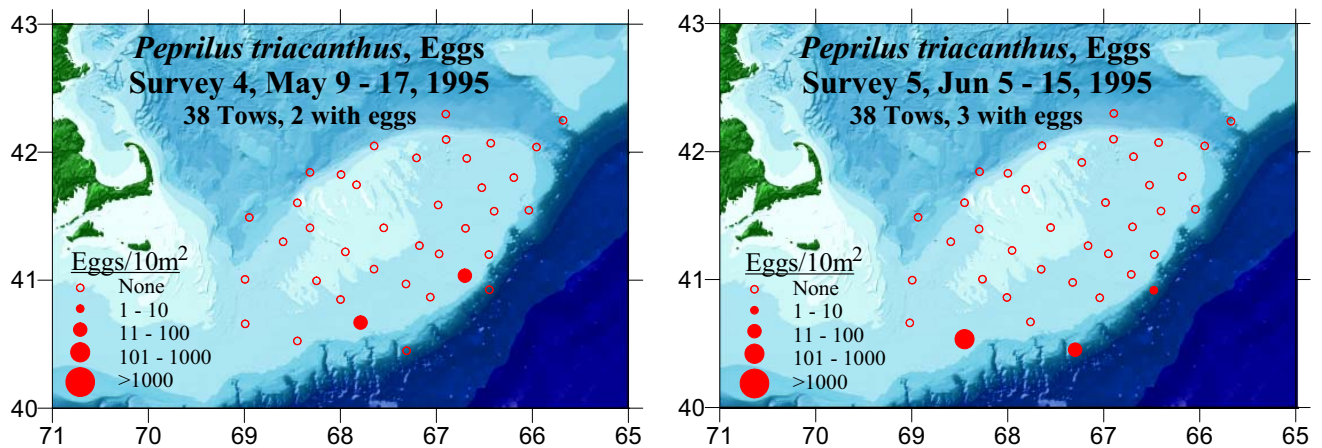 Peprilus triacanthus, Eggs
Survey 4, May 9 - 17, 1995
38 Tows, 2 with eggs
Eggs/10m²
None
1 - 10
11 - 100
101 - 1000
>1000
43
42
41
40
71 70 69 68 67 66 65
Peprilus triacanthus, Eggs
Survey 5, Jun 5 - 15, 1995
38 Tows, 3 with eggs
Eggs/10m²
None
1 - 10
11 - 100
101 - 1000
>1000
43
42
41
40
71 70 69 68 67 66 65